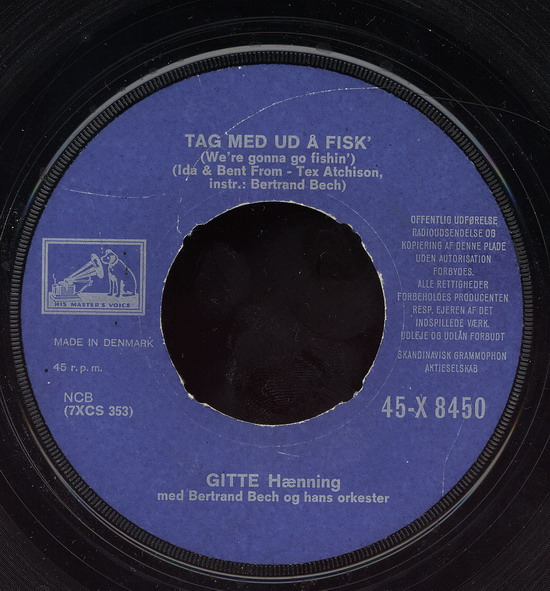 TAG MED UD Å FISK'
(We're gonna go fishin')
(Ida & Bent From - Tex Atchison,
instr.: Bertrand Bech)
OFFENTLIG UDFØRELSE,
RADIOUDSENDELSE OG
KOPIERING AF DENNE PLADE
UDEN AUTORISATION
FORBYDES.
ALLE RETTIGHEDER
FORBEHOLDES PRODUCENTEN
RESP. EJEREN AF DET
INDSPILLEDE VÆRK.
UDLEJE OG UDLÅN FORBUDT
SKANDINAVISK GRAMMOPHON
AKTIESELSKAB
HIS MASTER'S VOICE
MADE IN DENMARK
45 r.p.m.
NCB
(7XCS 353)
45-X 8450
GITTE Hænning
med Bertrand Bech og hans orkester